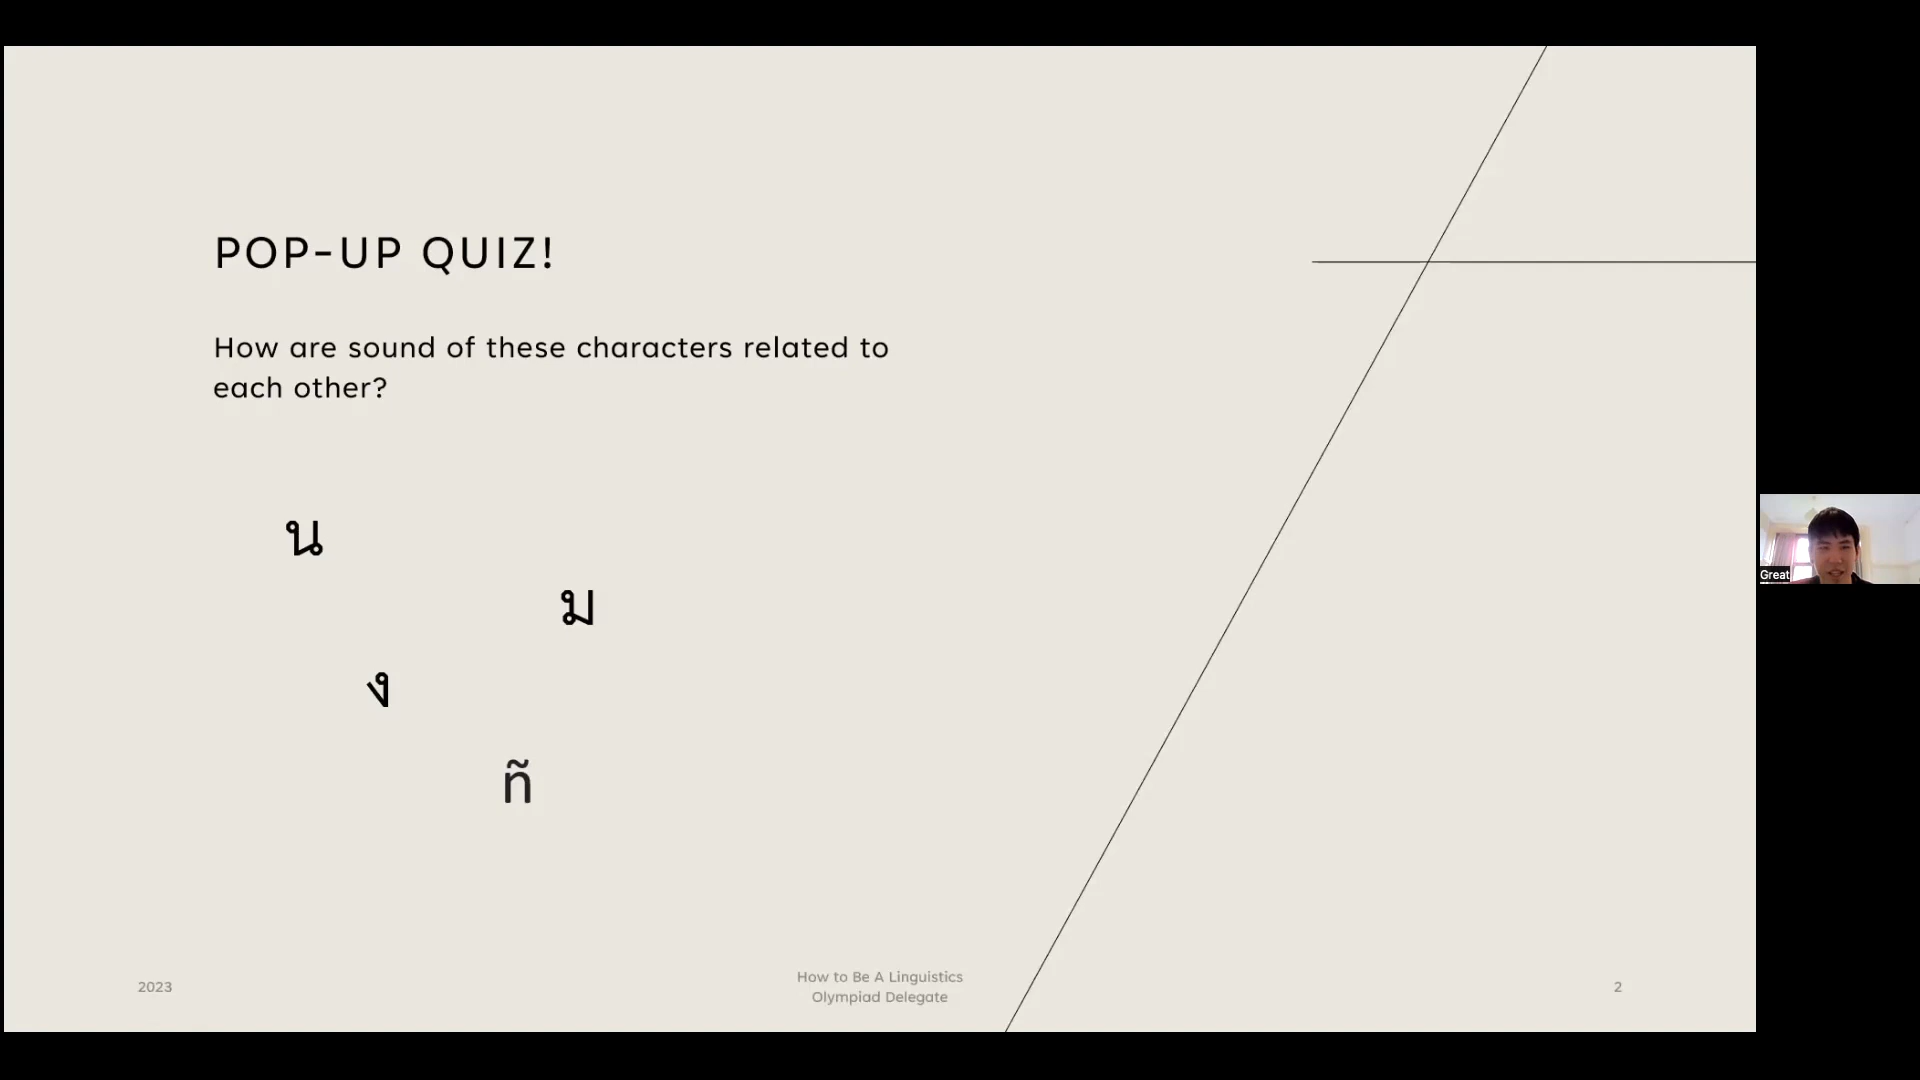 POP-UP QUIZ!
How are sound of these characters related to
each other?
น
ม
ง
ñ
Great
2023
How to Be A Linguistics
Olympiad Delegate
2